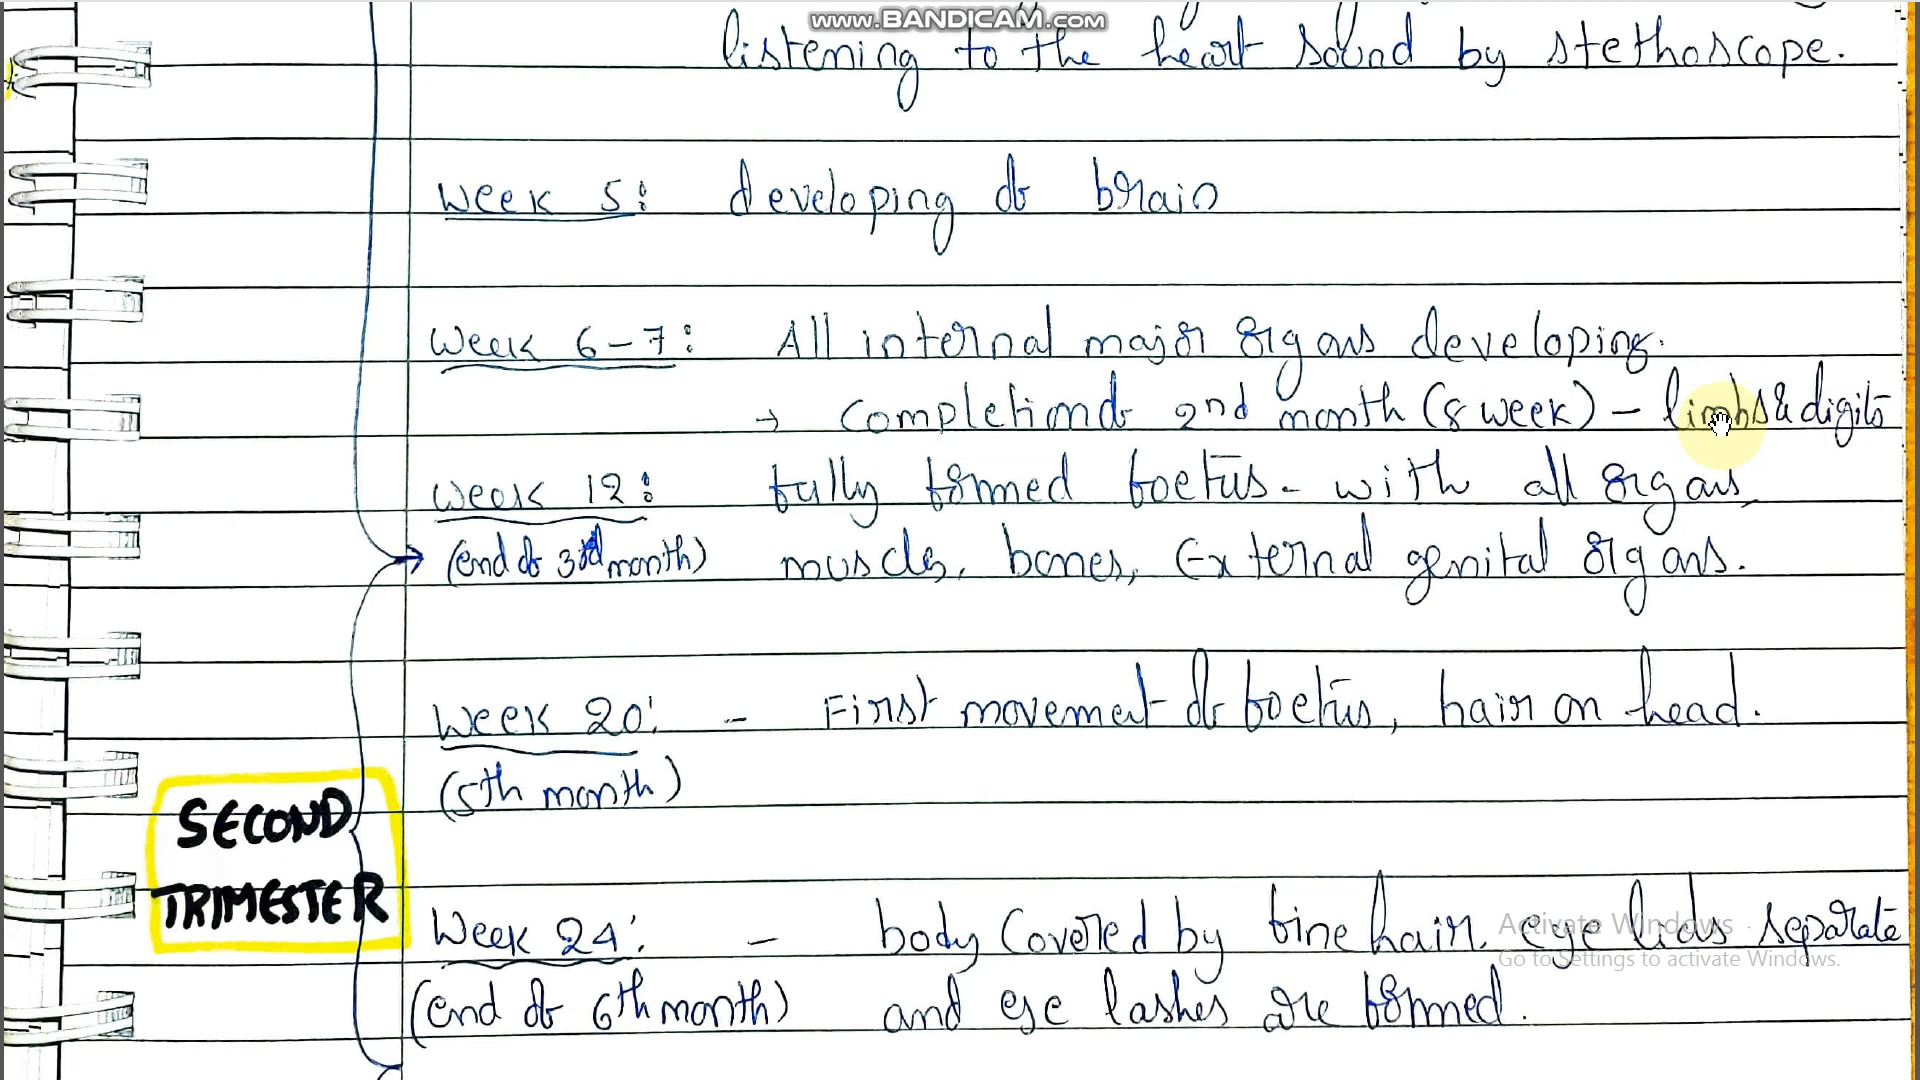 www.BANDICAM.com
listening to the heart sound by stethoscope.
Week 5: developing of brain
Week 6-7: All internal major organs developing.
→ Completion of 2nd month (8 week) - limbs & digits
Week 12: fully formed foetus - with all organs,
(end of 3rd month) muscles, bones, External genital organs.
Week 20: - First movement of foetus, hair on head.
(5th month)
SECOND
TRIMESTER
Week 24: - body covered by fine hair, eye lids separate
(end of 6th month) and eye lashes are formed.
Activate Windows
Go to Settings to activate Windows.